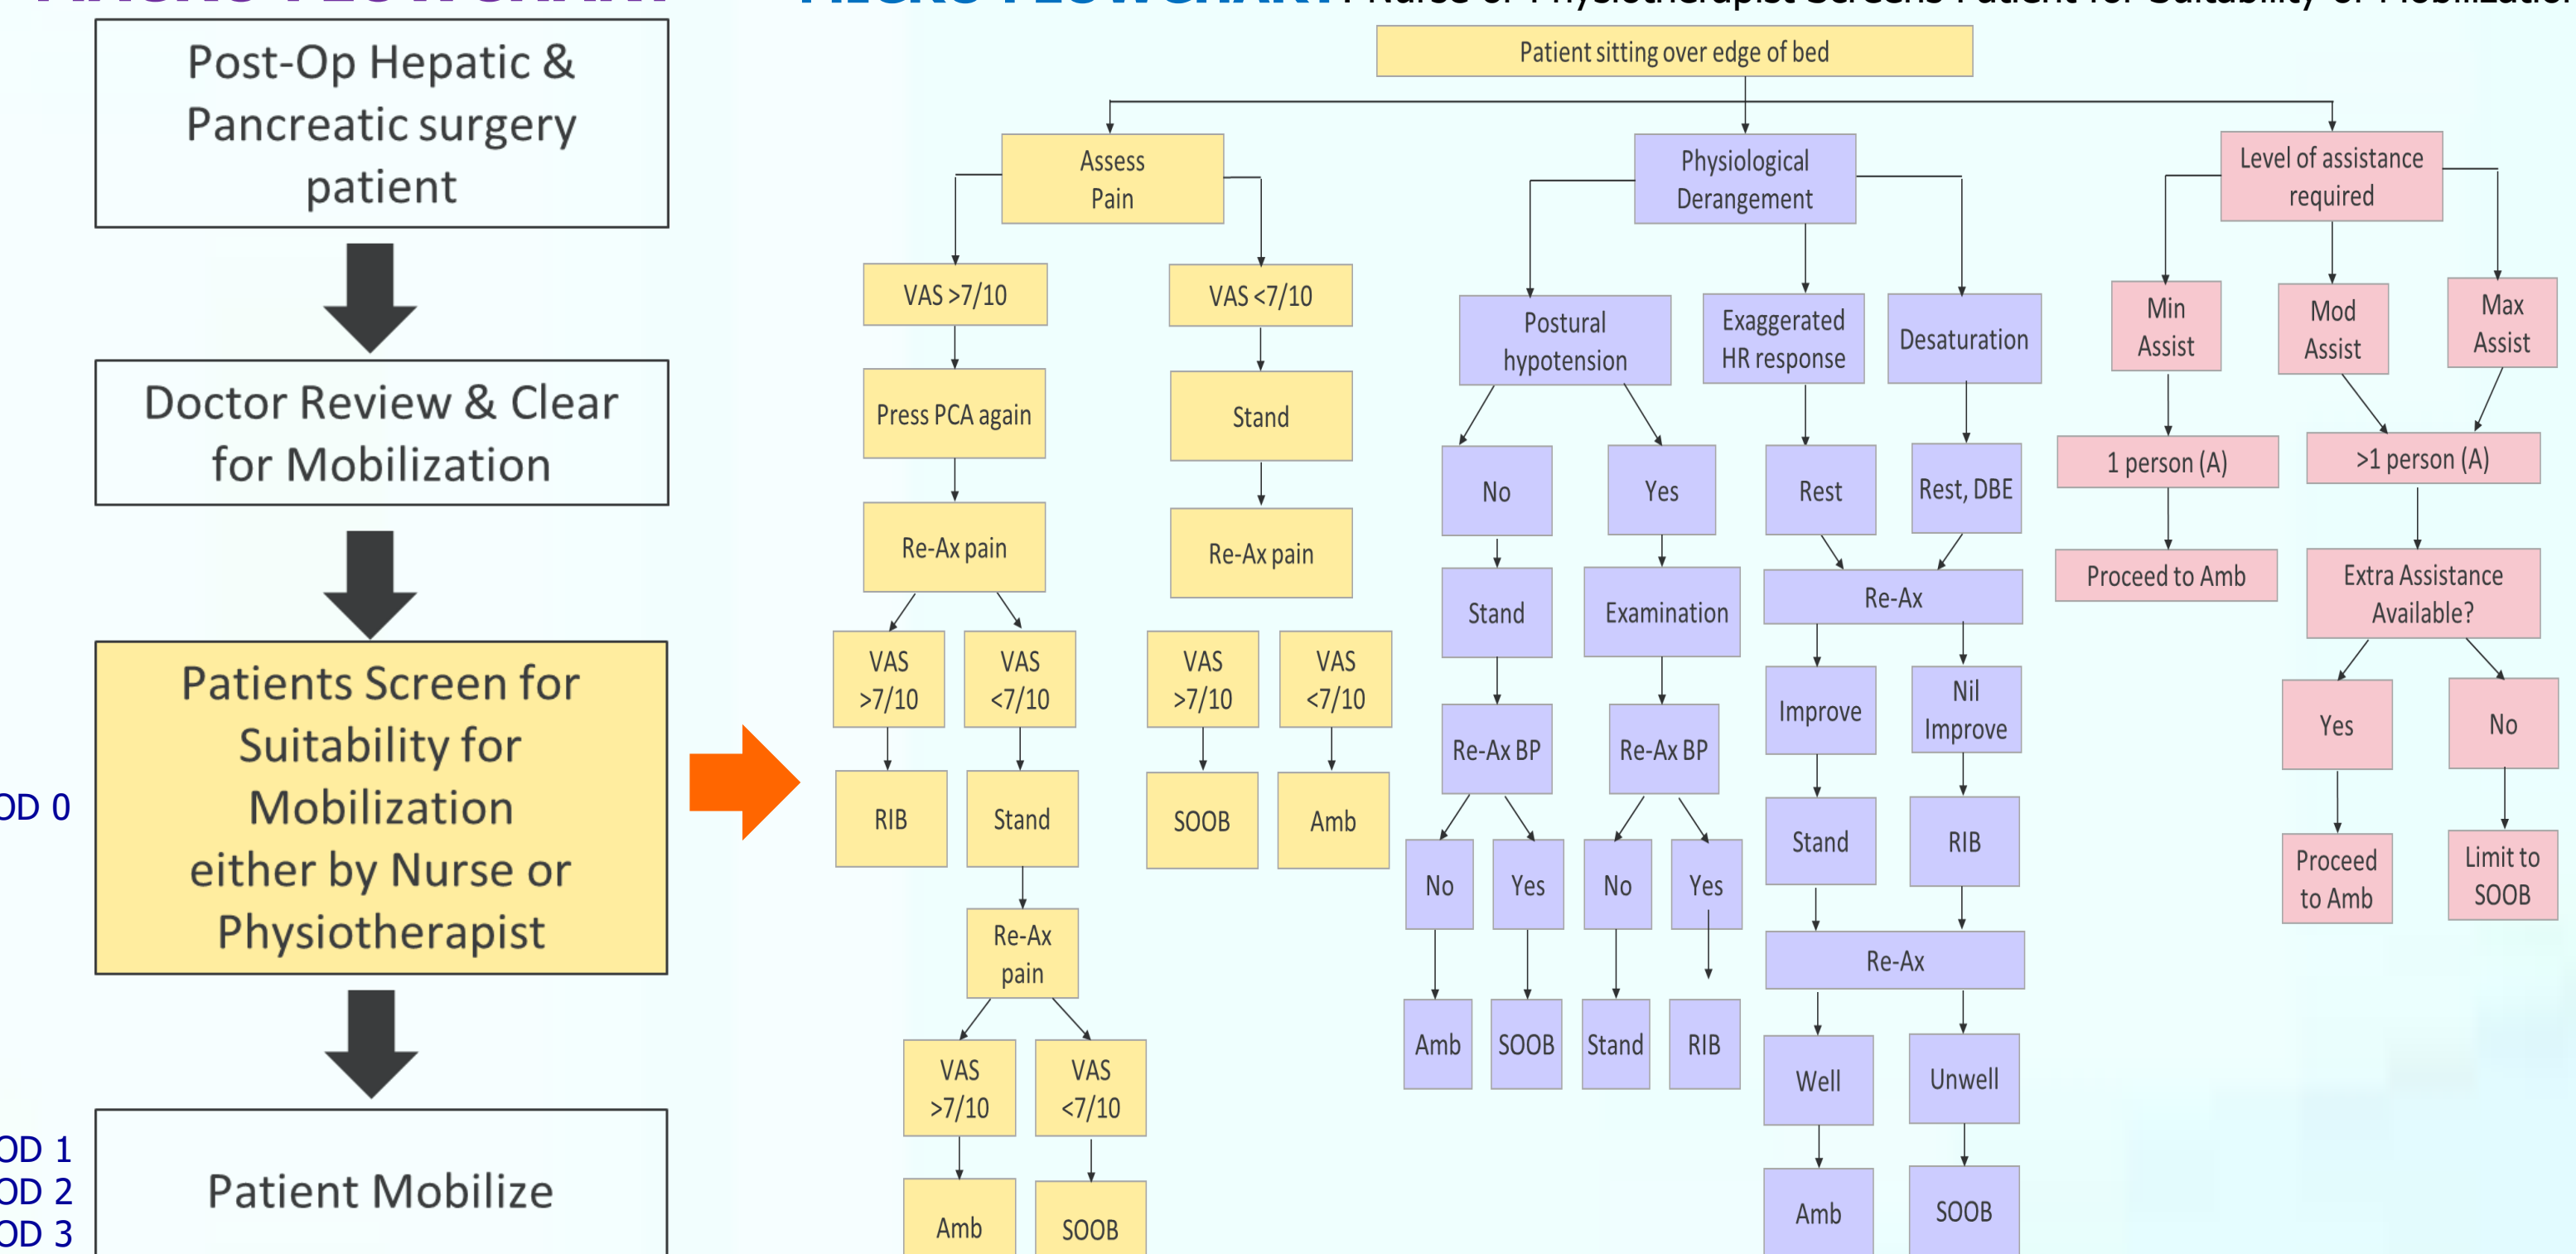 MICRO FLOWCHART: Nurse or Physiotherapist Screens Patient for Suitability of Mobilization
Post-Op Hepatic &
Pancreatic surgery
patient
Doctor Review & Clear
for Mobilization
Patients Screen for
Suitability for
Mobilization
either by Nurse or
Physiotherapist
OD 0
Patient Mobilize
OD 1
OD 2
OD 3
Patient sitting over edge of bed
Assess
Pain
VAS >7/10
VAS <7/10
Press PCA again
Stand
Re-Ax pain
Re-Ax pain
VAS
>7/10
VAS
<7/10
VAS
>7/10
VAS
<7/10
RIB
Stand
SOOB
Amb
Re-Ax
pain
VAS
>7/10
VAS
<7/10
Amb
SOOB
Physiological
Derangement
Postural
hypotension
Exaggerated
HR response
Desaturation
No
Yes
Rest
Rest, DBE
Stand
Examination
Re-Ax
Re-Ax BP
Re-Ax BP
Improve
Nil
Improve
No
Yes
No
Yes
Stand
RIB
Re-Ax
Amb
SOOB
Stand
RIB
Well
Unwell
Amb
SOOB
Level of assistance
required
Min
Assist
Mod
Assist
Max
Assist
1 person (A)
>1 person (A)
Proceed to Amb
Extra Assistance
Available?
Yes
No
Proceed
to Amb
Limit to
SOOB